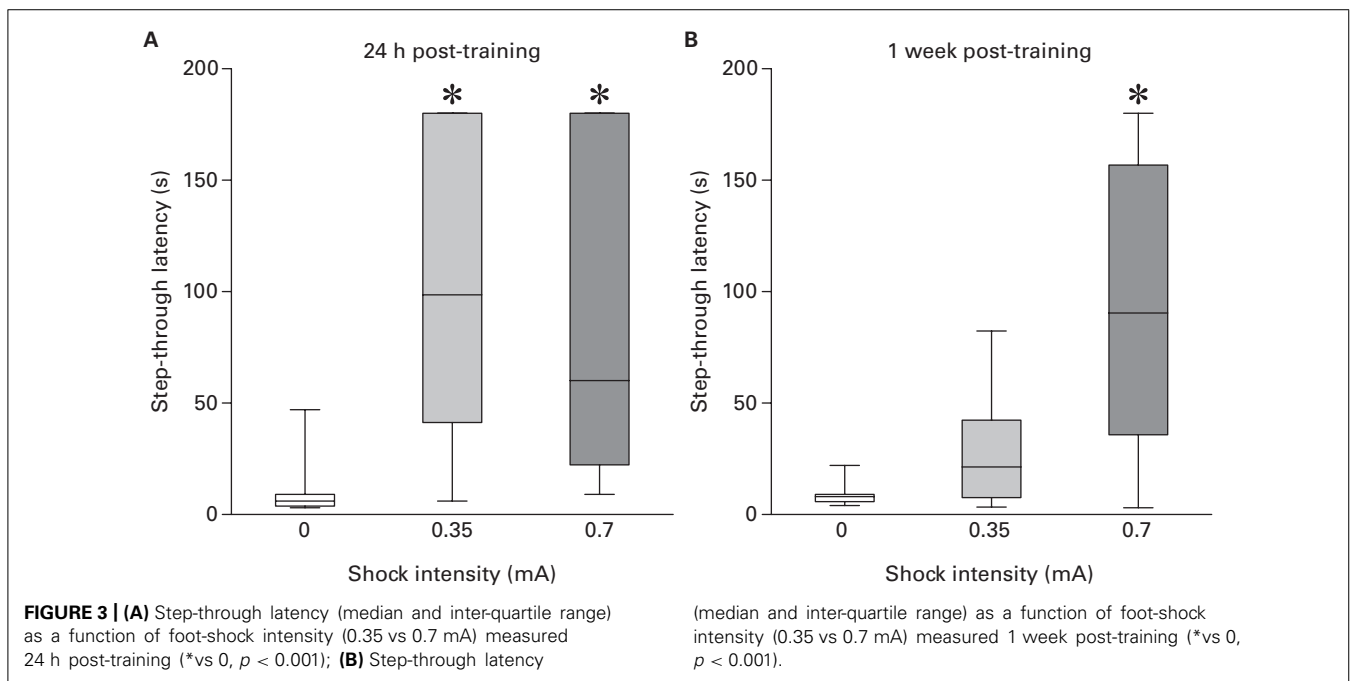 A
24 h post-training
200
150
100
50
0
Step-through latency (s)
*
*
0
0.35
0.7
Shock intensity (mA)
B
1 week post-training
200
150
100
50
0
Step-through latency (s)
*
0
0.35
0.7
Shock intensity (mA)
FIGURE 3 | (A) Step-through latency (median and inter-quartile range)
as a function of foot-shock intensity (0.35 vs 0.7 mA) measured
24 h post-training (*vs 0, p < 0.001); (B) Step-through latency
(median and inter-quartile range) as a function of foot-shock
intensity (0.35 vs 0.7 mA) measured 1 week post-training (*vs 0,
p < 0.001).